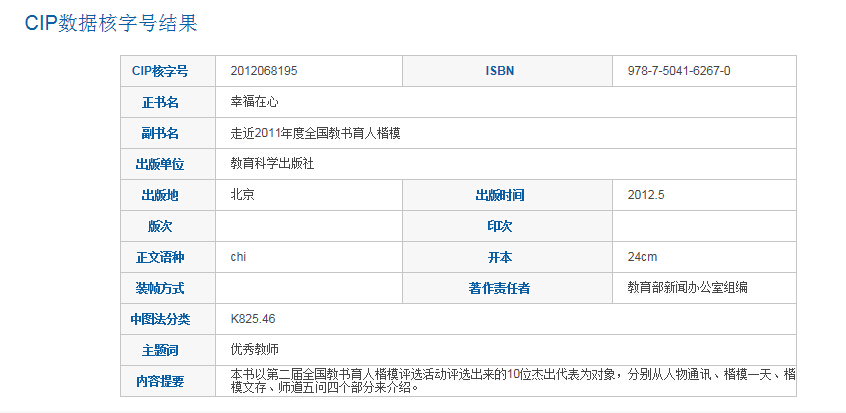 CIP数据核字号结果
CIP核字号 2012068195 ISBN 978-7-5041-6267-0
正书名 幸福在心
副书名 走近2011年度全国教书育人楷模
出版单位 教育科学出版社
出版地 北京 出版时间 2012.5
版次 印次
正文语种 chi 开本 24cm
装帧方式 著作责任者 教育部新闻办公室组编
中图法分类 K825.46
主题词 优秀教师
内容提要 本书以第二届全国教书育人楷模评选活动评选出来的10位杰出代表为对象，分别从人物通讯、楷模一天、楷
模文存、师道五问四个部分来介绍。